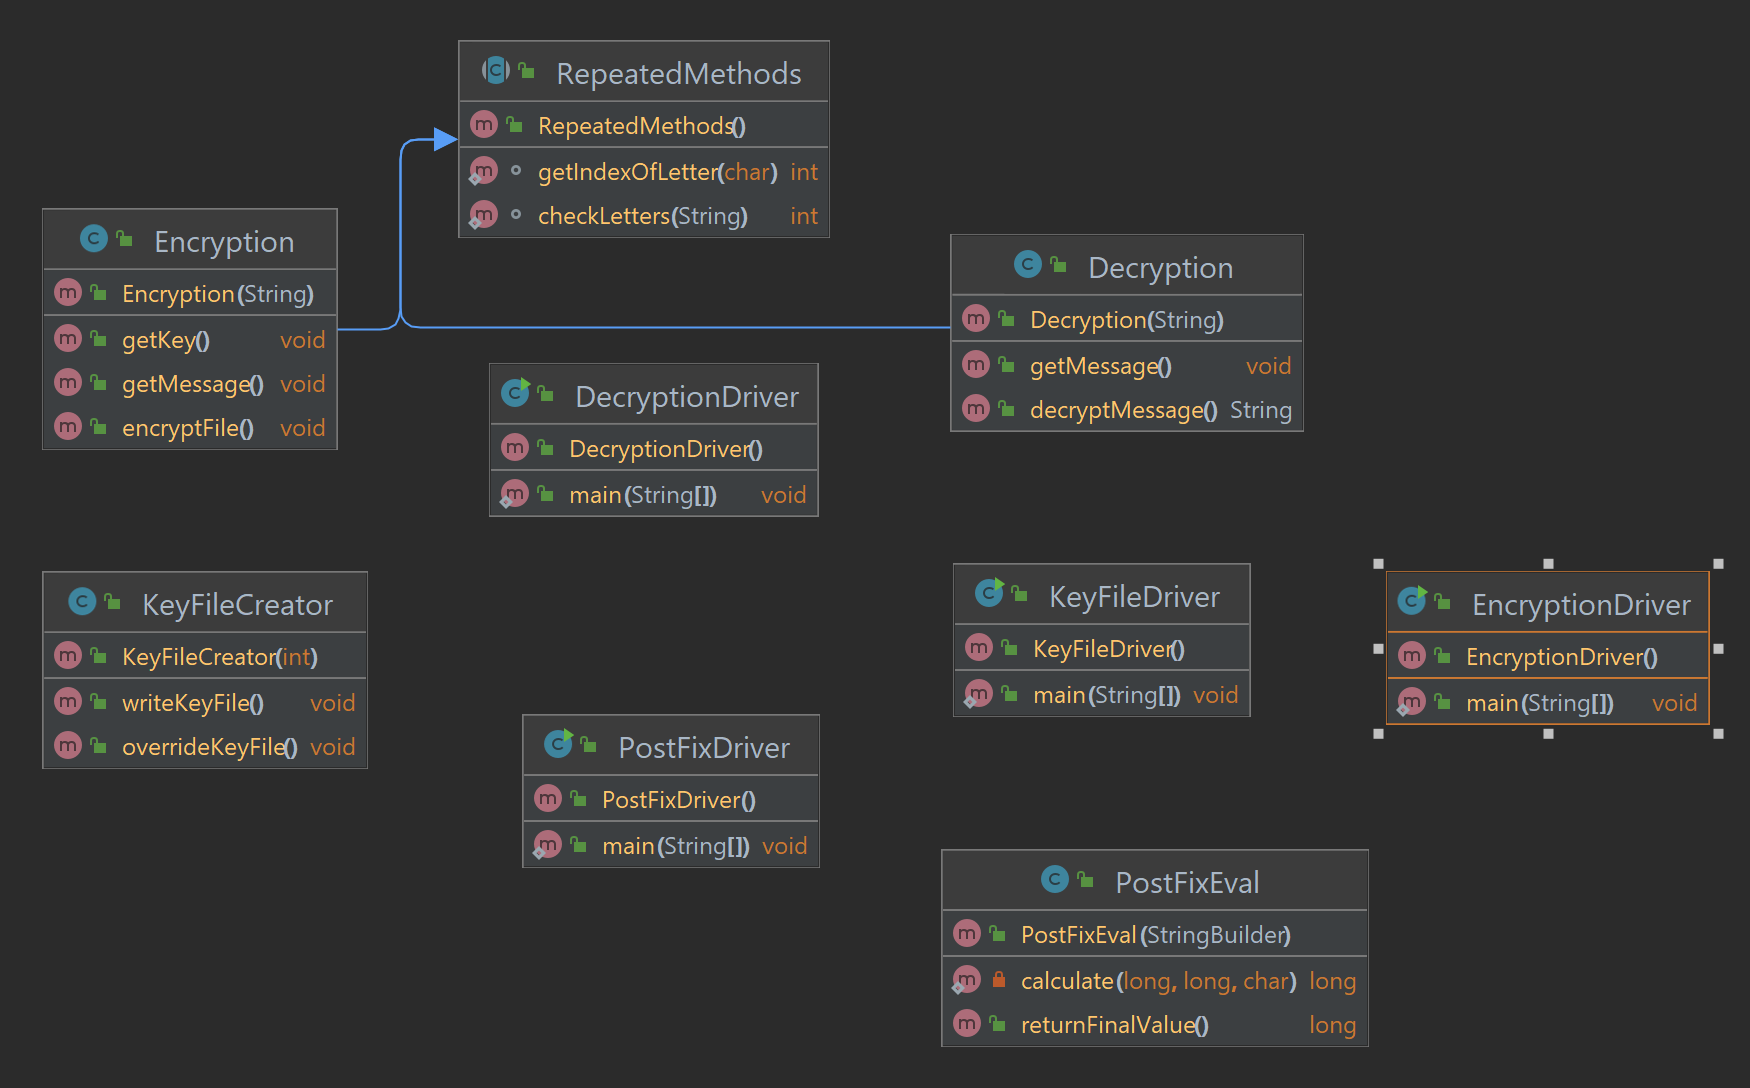 RepeatedMethods
RepeatedMethods()
getIndexOfLetter(char) int
checkLetters(String) int
Encryption
Encryption(String)
getKey() void
getMessage() void
encryptFile() void
Decryption
Decryption(String)
getMessage() void
decryptMessage() String
DecryptionDriver
DecryptionDriver()
main(String[]) void
KeyFileCreator
KeyFileCreator(int)
writeKeyFile() void
overrideKeyFile() void
KeyFileDriver
KeyFileDriver()
main(String[]) void
EncryptionDriver
EncryptionDriver()
main(String[]) void
PostFixDriver
PostFixDriver()
main(String[]) void
PostFixEval
PostFixEval(StringBuilder)
calculate(long, long, char) long
returnFinalValue() long